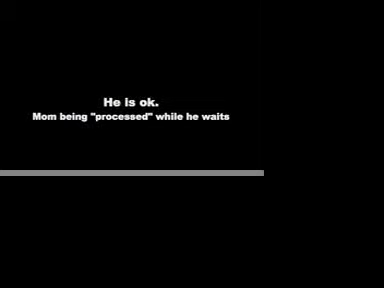 He is ok.
Mom being "processed" while he waits